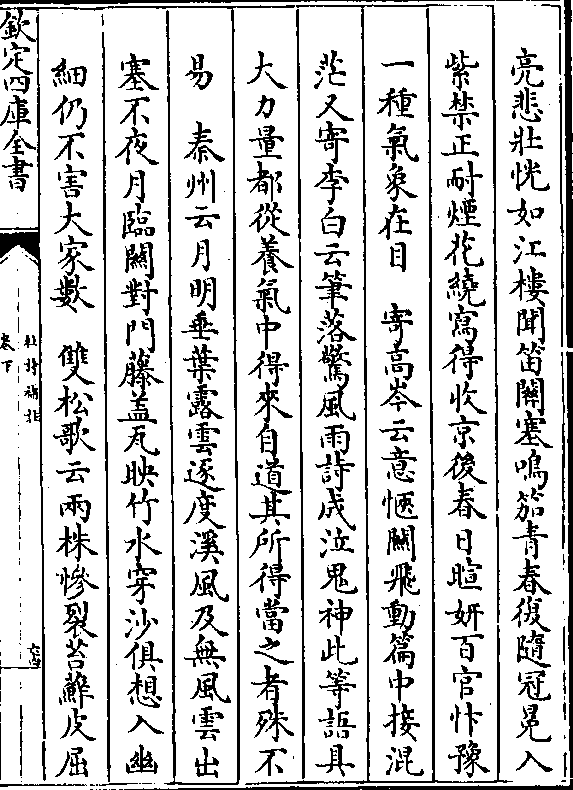 亮悲壯恍如江樓聞笛關塞鳴笳青春復隨冠冕入
紫禁正耐煙花繞寫得收京後春日暄妍百官忭豫
一種氣象在目　寄高岑云意愜關飛動篇中接混
茫又寄李白云筆落驚風雨詩成泣鬼神此等語具
大力量都從養氣中得來自道其所得當之者殊不
易　秦州云月明垂葉露雲逐度溪風及無風雲出
塞不夜月臨關對門藤蓋瓦映竹水穿沙俱想入幽
細仍不害大家數　雙松歌云兩株慘裂苔蘚皮屈
欽定四庫全書
杜詩攟
卷下